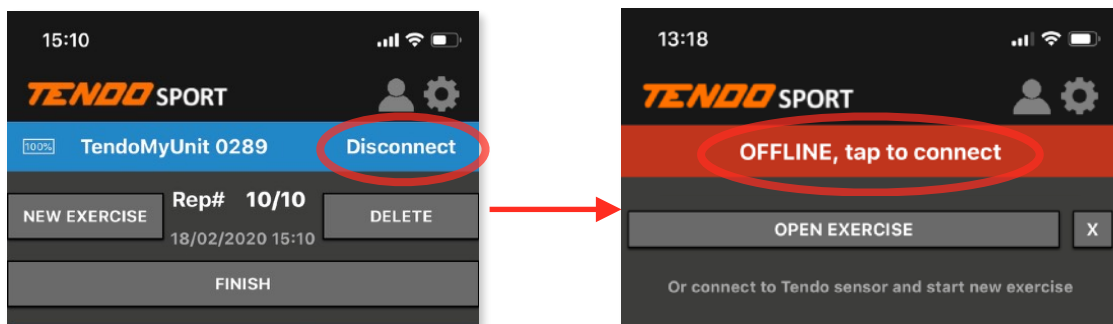 15:10
TENDO SPORT
100% TendoMyUnit 0289 Disconnect
NEW EXERCISE Rep# 10/10 DELETE
18/02/2020 15:10
FINISH
13:18
TENDO SPORT
OFFLINE, tap to connect
OPEN EXERCISE X
Or connect to Tendo sensor and start new exercise